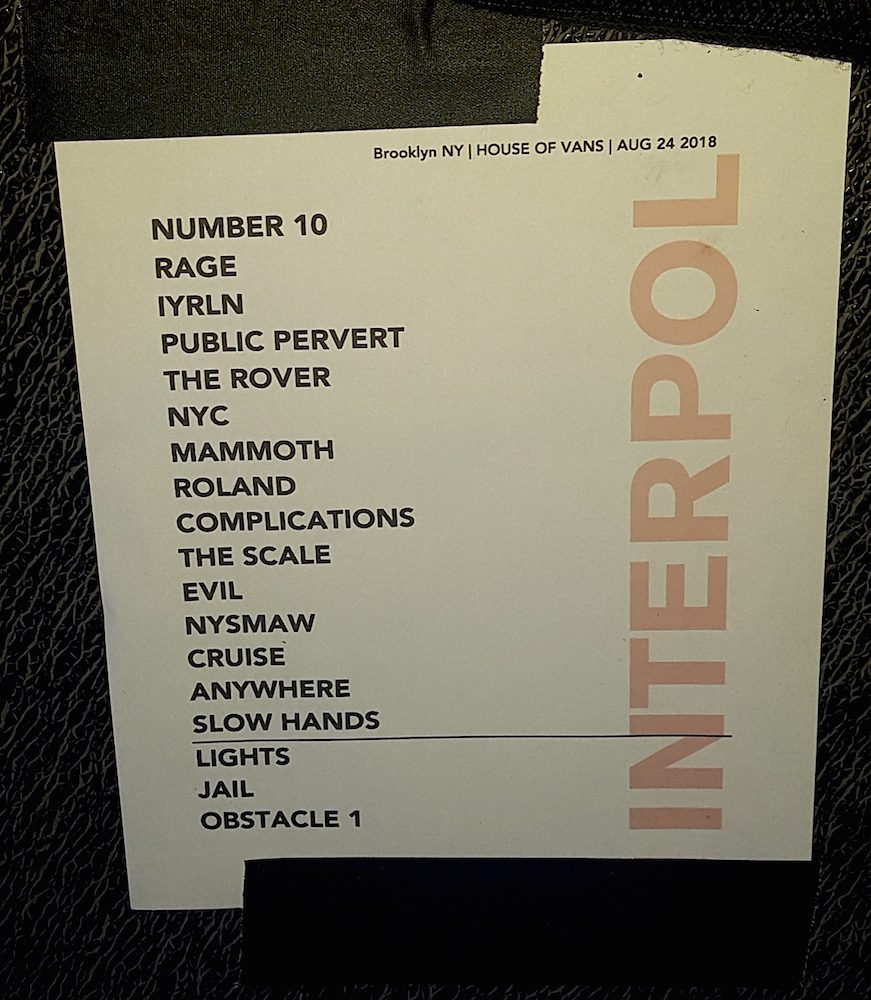 Brooklyn NY | HOUSE OF VANS | AUG 24 2018
INTERPOL
NUMBER 10
RAGE
IYRLN
PUBLIC PERVERT
THE ROVER
NYC
MAMMOTH
ROLAND
COMPLICATIONS
THE SCALE
EVIL
NYSMAW
CRUISE
ANYWHERE
SLOW HANDS
LIGHTS
JAIL
OBSTACLE 1